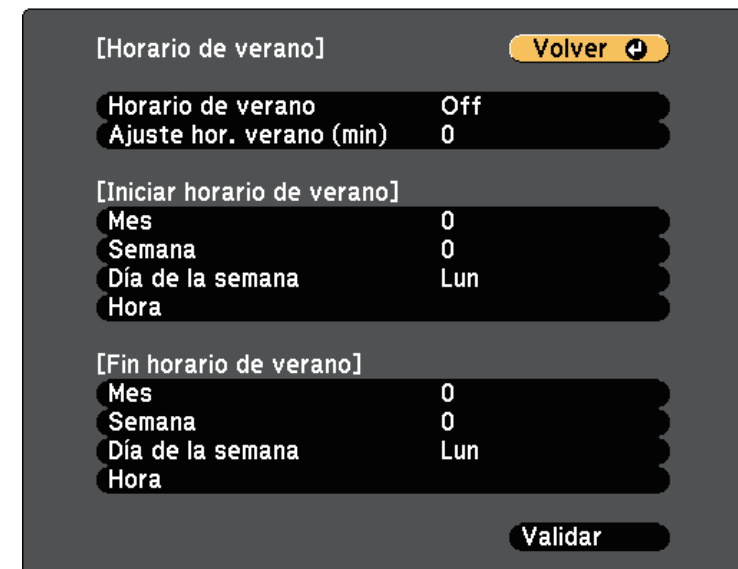 [Horario de verano] Volver
Horario de verano Off
Ajuste hor. verano (min) 0
[Iniciar horario de verano]
Mes 0
Semana 0
Día de la semana Lun
Hora
[Fin horario de verano]
Mes 0
Semana 0
Día de la semana Lun
Hora
Validar